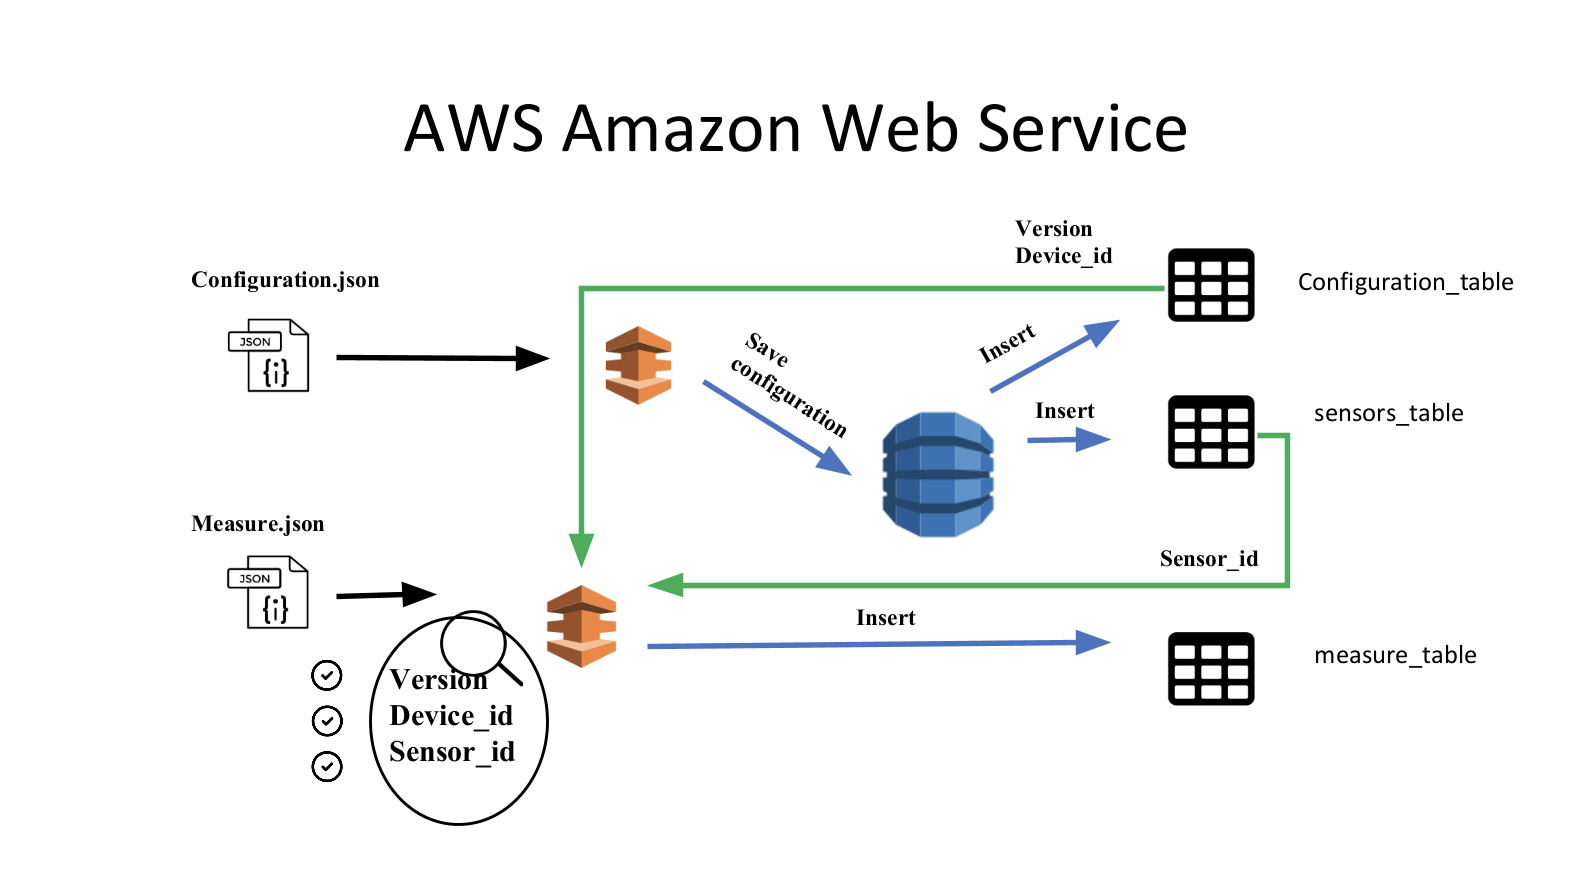 AWS Amazon Web Service
Version
Device_id
Configuration.json
Configuration_table
JSON
{i}
Save
configuration
Insert
Insert
sensors_table
Measure.json
Sensor_id
JSON
{i}
Insert
measure_table
Version
Device_id
Sensor_id